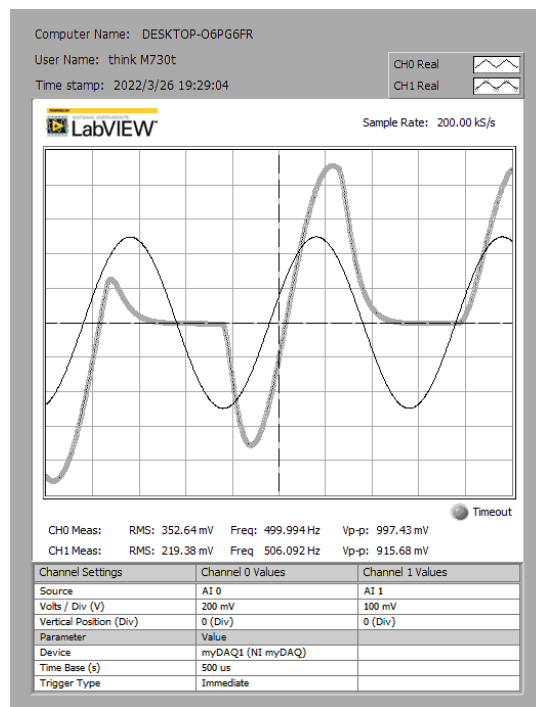 Computer Name: DESKTOP-O6PG6FR
User Name: think M730t
CH0 Real
Time stamp: 2022/3/26 19:29:04
CH1 Real
POWERED BY
NATIONAL INSTRUMENTS
LabVIEW
Sample Rate: 200.00 kS/s
Timeout
CH0 Meas: RMS: 352.64 mV Freq: 499.994 Hz Vp-p: 997.43 mV
CH1 Meas: RMS: 219.38 mV Freq 506.092 Hz Vp-p: 915.68 mV
Channel Settings Channel 0 Values Channel 1 Values
Source AI 0 AI 1
Volts / Div (V) 200 mV 100 mV
Vertical Position (Div) 0 (Div) 0 (Div)
Parameter Value
Device myDAQ1 (NI myDAQ)
Time Base (s) 500 us
Trigger Type Immediate